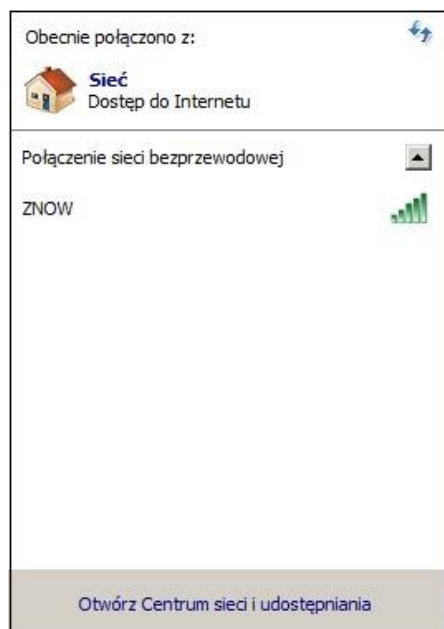 Obecnie połączono z:
Sieć
Dostęp do Internetu
Połączenie sieci bezprzewodowej
ZNOW
Otwórz Centrum sieci i udostępniania